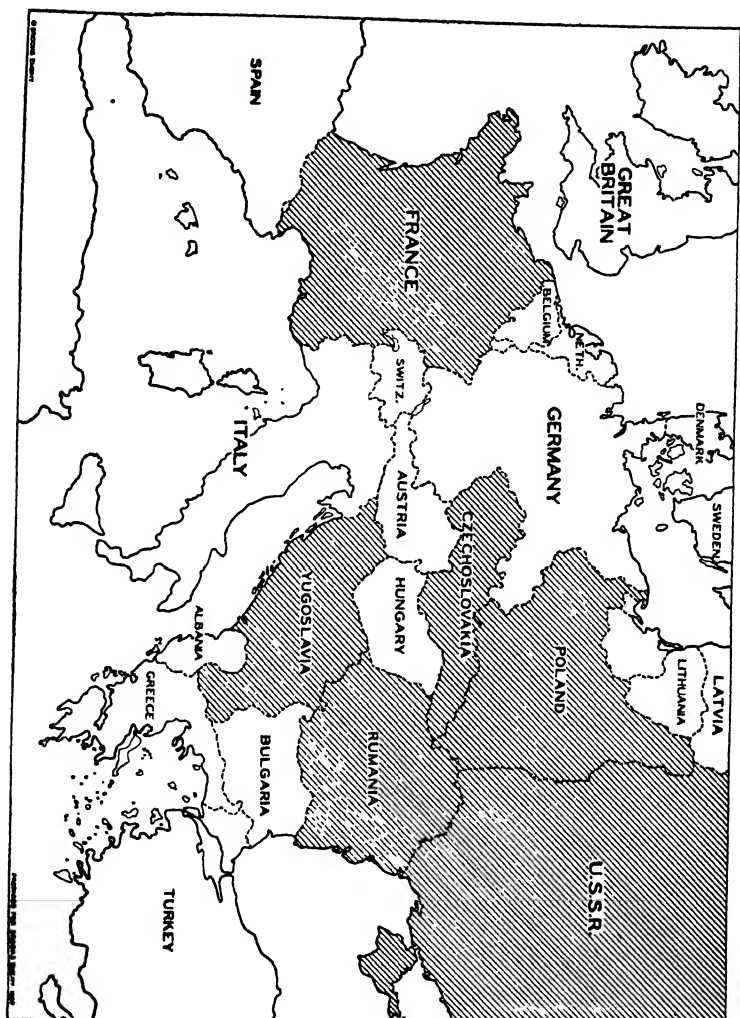 GREAT
BRITAIN
DENMARK
SWEDEN
LATVIA
LITHUANIA
NETH.
BELGIUM
GERMANY
POLAND
U.S.S.R.
FRANCE
SWITZ.
AUSTRIA
CZECHOSLOVAKIA
HUNGARY
RUMANIA
YUGOSLAVIA
SPAIN
ITALY
ALBANIA
BULGARIA
GREECE
TURKEY